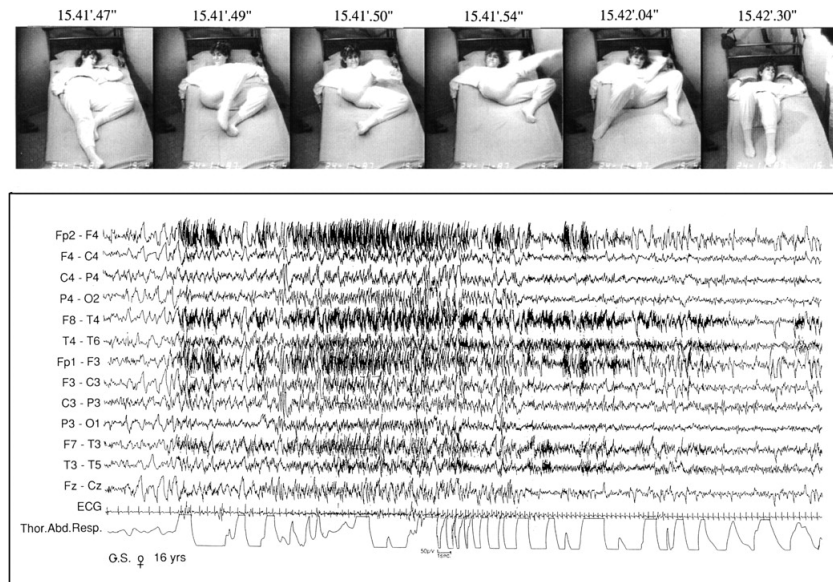 15.41'.47" 15.41'.49" 15.41'.50" 15.41'.54" 15.42'.04" 15.42'.30"
Fp2 - F4
F4 - C4
C4 - P4
P4 - O2
F8 - T4
T4 - T6
Fp1 - F3
F3 - C3
C3 - P3
P3 - O1
F7 - T3
T3 - T5
Fz - Cz
ECG
Thor.Abd.Resp.
50µV
G.S. ♀ 16 yrs